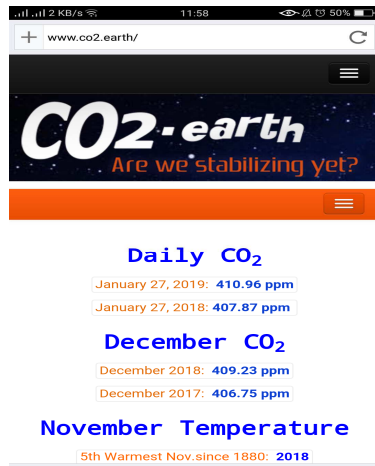 2 KB/s 11:58 50%
www.co2.earth/
CO2·earth
Are we stabilizing yet?
Daily CO₂
January 27, 2019: 410.96 ppm
January 27, 2018: 407.87 ppm
December CO₂
December 2018: 409.23 ppm
December 2017: 406.75 ppm
November Temperature
5th Warmest Nov.since 1880: 2018